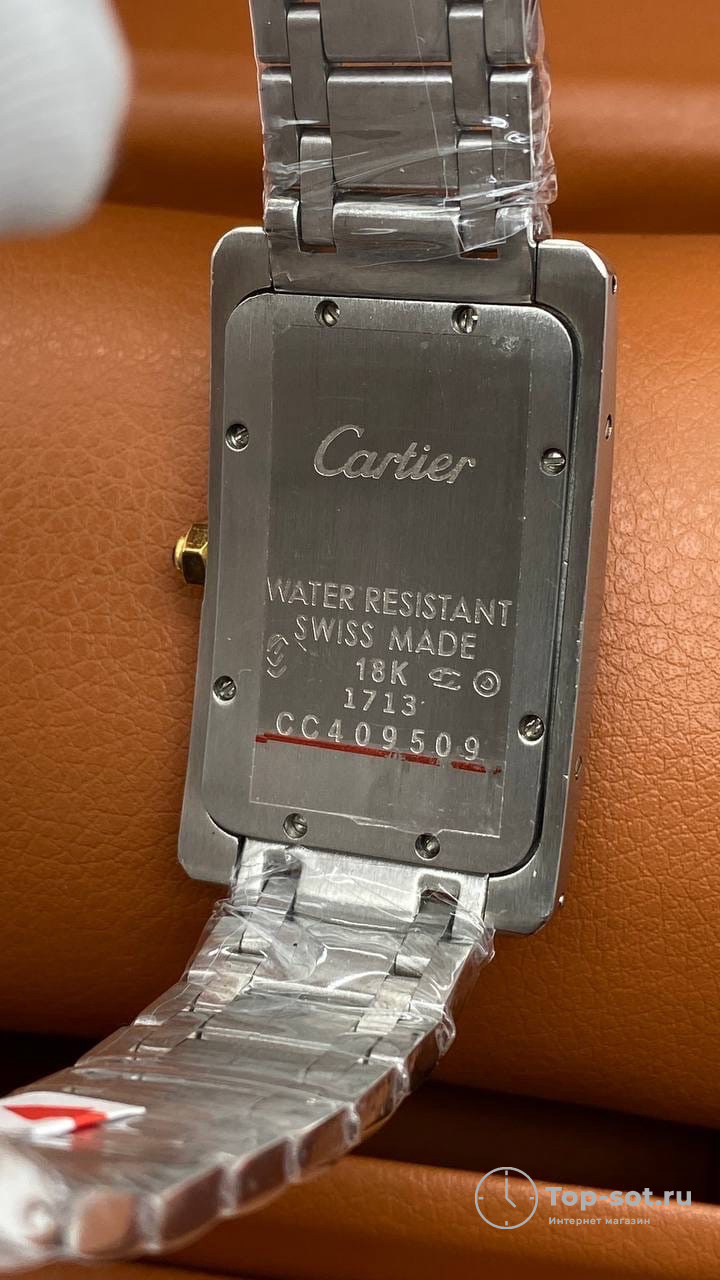 Cartier
WATER RESISTANT
SWISS MADE
18K
1713
CC409509
Top-sot.ru
Интернет магазин